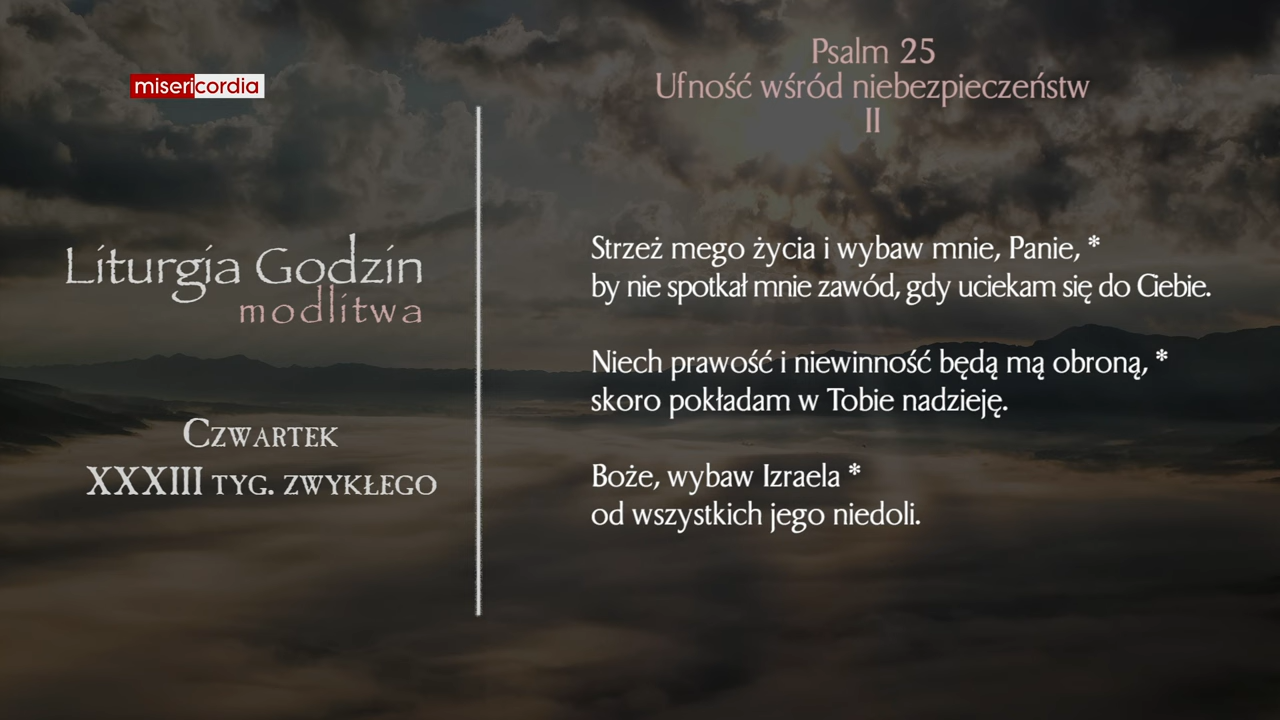 misericordia
Liturgia Godzin
modlitwa
Czwartek
XXXIII tyg. zwykłego
Psalm 25
Ufność wśród niebezpieczeństw
II
Strzeż mego życia i wybaw mnie, Panie, *
by nie spotkał mnie zawód, gdy uciekam się do Ciebie.
Niech prawość i niewinność będą mą obroną, *
skoro pokładam w Tobie nadzieję.
Boże, wybaw Izraela *
od wszystkich jego niedoli.